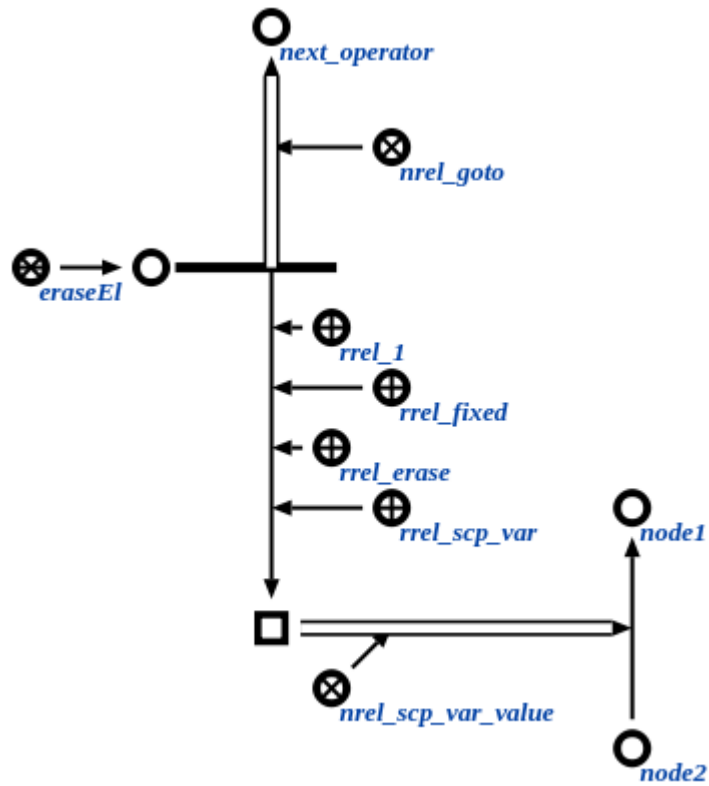 next_operator
nrel_goto
eraseEl
rrel_1
rrel_fixed
rrel_erase
rrel_scp_var
node1
nrel_scp_var_value
node2